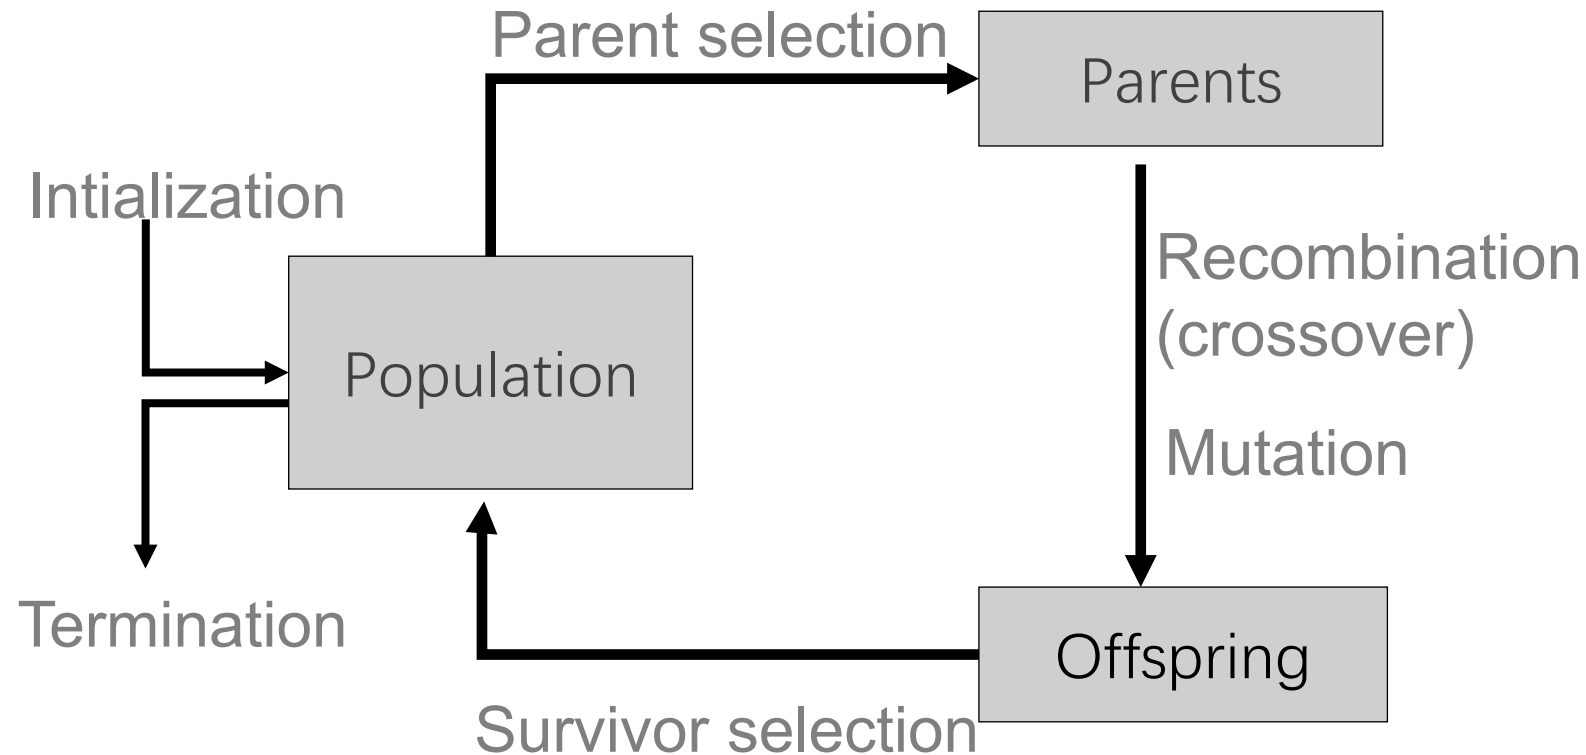 Parent selection
Parents
Intialization
Recombination
(crossover)
Population
Mutation
Termination
Offspring
Survivor selection